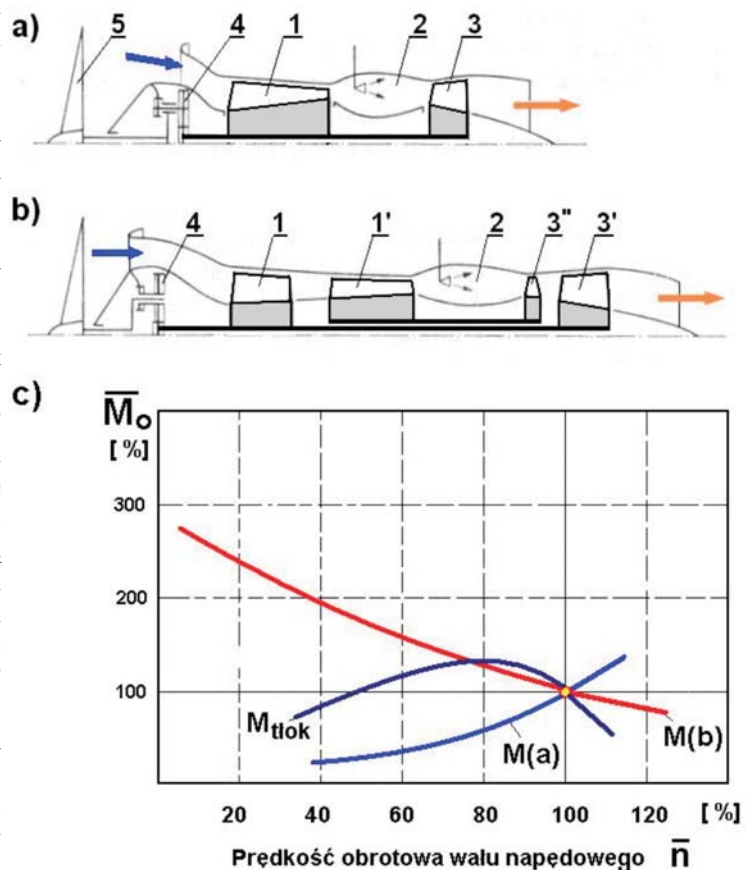 a)
5
4
1
2
3
b)
4
1
1'
2
3"
3'
c)
M̅o
[ % ]
300
200
100
Mtłok
M(a)
M(b)
20 40 60 80 100 120 [ % ]
Prędkość obrotowa wału napędowego n̅